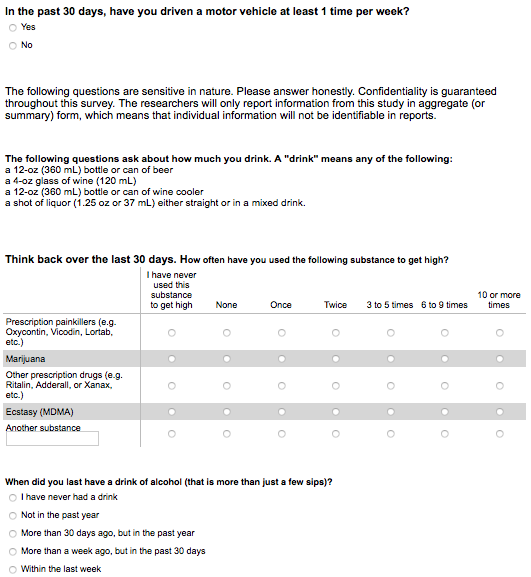 In the past 30 days, have you driven a motor vehicle at least 1 time per week?
Yes
No
The following questions are sensitive in nature. Please answer honestly. Confidentiality is guaranteed
throughout this survey. The researchers will only report information from this study in aggregate (or
summary) form, which means that individual information will not be identifiable in reports.
The following questions ask about how much you drink. A "drink" means any of the following:
a 12-oz (360 mL) bottle or can of beer
a 4-oz glass of wine (120 mL)
a 12-oz (360 mL) bottle or can of wine cooler
a shot of liquor (1.25 oz or 37 mL) either straight or in a mixed drink.
Think back over the last 30 days. How often have you used the following substance to get high?
I have never
used this
substance
to get high
None
Once
Twice
3 to 5 times
6 to 9 times
10 or more
times
Prescription painkillers (e.g.
Oxycontin, Vicodin, Lortab,
etc.)
Marijuana
Other prescription drugs (e.g.
Ritalin, Adderall, or Xanax,
etc.)
Ecstasy (MDMA)
Another substance
When did you last have a drink of alcohol (that is more than just a few sips)?
I have never had a drink
Not in the past year
More than 30 days ago, but in the past year
More than a week ago, but in the past 30 days
Within the last week